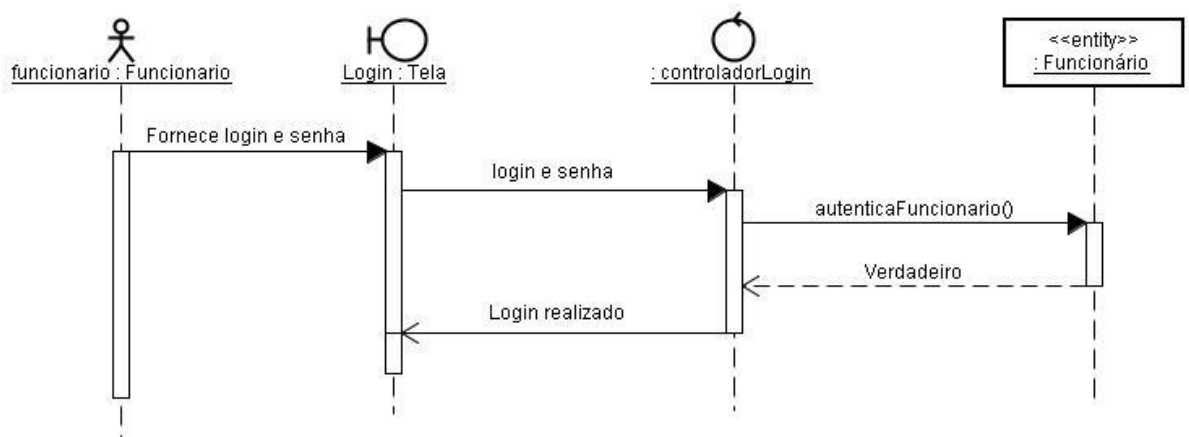 <<entity>>
: Funcionário
funcionario : Funcionario
Login : Tela
: controladorLogin
Fornece login e senha
login e senha
autenticaFuncionario()
Verdadeiro
Login realizado